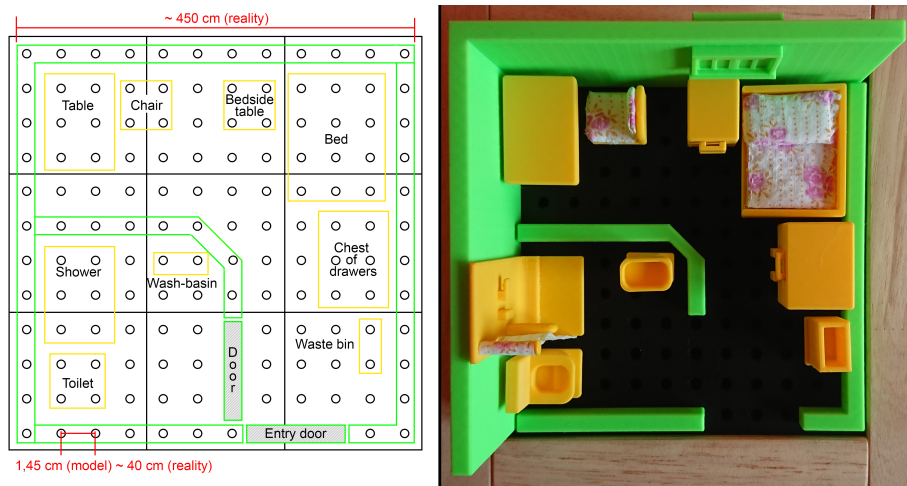 ~ 450 cm (reality)
Table
Chair
Bedside
table
Bed
Shower
Wash-basin
Chest
of
drawers
Door
Waste bin
Toilet
Entry door
1,45 cm (model) ~ 40 cm (reality)